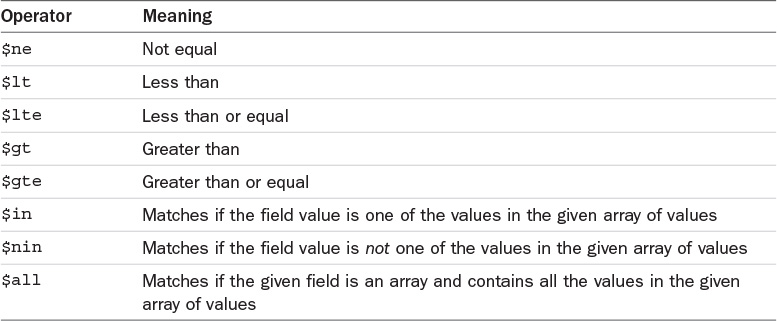 Operator Meaning
$ne Not equal
$lt Less than
$lte Less than or equal
$gt Greater than
$gte Greater than or equal
$in Matches if the field value is one of the values in the given array of values
$nin Matches if the field value is not one of the values in the given array of values
$all Matches if the given field is an array and contains all the values in the given
array of values